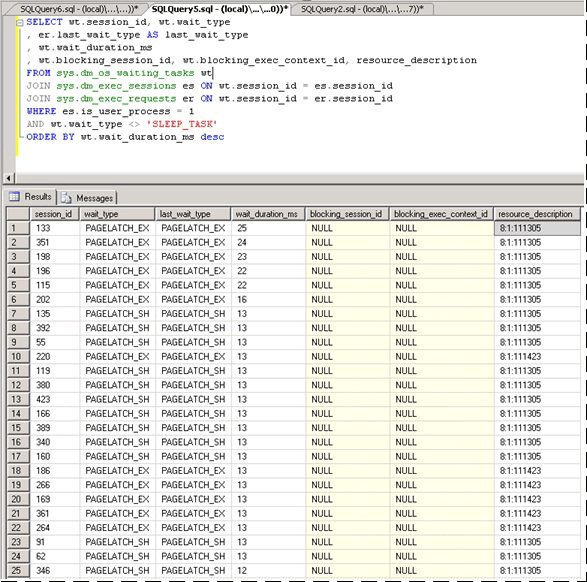 SQLQuery6.sql - (local)\...\...))* SQLQuery5.sql - (local)\...\...0))* SQLQuery2.sql - (local)\...\...7))*
SELECT wt.session_id, wt.wait_type
, er.last_wait_type AS last_wait_type
, wt.wait_duration_ms
, wt.blocking_session_id, wt.blocking_exec_context_id, resource_description
FROM sys.dm_os_waiting_tasks wt
JOIN sys.dm_exec_sessions es ON wt.session_id = es.session_id
JOIN sys.dm_exec_requests er ON wt.session_id = er.session_id
WHERE es.is_user_process = 1
AND wt.wait_type <> 'SLEEP_TASK'
ORDER BY wt.wait_duration_ms desc
Results Messages
session_id wait_type last_wait_type wait_duration_ms blocking_session_id blocking_exec_context_id resource_description
1 133 PAGELATCH_EX PAGELATCH_EX 25 NULL NULL 8:1:111305
2 351 PAGELATCH_EX PAGELATCH_EX 24 NULL NULL 8:1:111305
3 198 PAGELATCH_EX PAGELATCH_EX 23 NULL NULL 8:1:111305
4 196 PAGELATCH_EX PAGELATCH_EX 22 NULL NULL 8:1:111305
5 115 PAGELATCH_EX PAGELATCH_EX 22 NULL NULL 8:1:111305
6 202 PAGELATCH_EX PAGELATCH_EX 16 NULL NULL 8:1:111305
7 135 PAGELATCH_SH PAGELATCH_SH 13 NULL NULL 8:1:111305
8 392 PAGELATCH_SH PAGELATCH_SH 13 NULL NULL 8:1:111305
9 55 PAGELATCH_SH PAGELATCH_SH 13 NULL NULL 8:1:111305
10 220 PAGELATCH_EX PAGELATCH_EX 13 NULL NULL 8:1:111423
11 119 PAGELATCH_SH PAGELATCH_SH 13 NULL NULL 8:1:111305
12 380 PAGELATCH_SH PAGELATCH_SH 13 NULL NULL 8:1:111305
13 423 PAGELATCH_SH PAGELATCH_SH 13 NULL NULL 8:1:111305
14 166 PAGELATCH_SH PAGELATCH_SH 13 NULL NULL 8:1:111305
15 389 PAGELATCH_SH PAGELATCH_SH 13 NULL NULL 8:1:111305
16 340 PAGELATCH_SH PAGELATCH_SH 13 NULL NULL 8:1:111305
17 160 PAGELATCH_SH PAGELATCH_SH 13 NULL NULL 8:1:111305
18 186 PAGELATCH_EX PAGELATCH_EX 13 NULL NULL 8:1:111423
19 266 PAGELATCH_EX PAGELATCH_EX 13 NULL NULL 8:1:111423
20 169 PAGELATCH_EX PAGELATCH_EX 13 NULL NULL 8:1:111423
21 361 PAGELATCH_EX PAGELATCH_EX 13 NULL NULL 8:1:111423
22 264 PAGELATCH_EX PAGELATCH_EX 13 NULL NULL 8:1:111423
23 91 PAGELATCH_SH PAGELATCH_SH 13 NULL NULL 8:1:111305
24 62 PAGELATCH_SH PAGELATCH_SH 13 NULL NULL 8:1:111305
25 346 PAGELATCH_SH PAGELATCH_SH 12 NULL NULL 8:1:111305